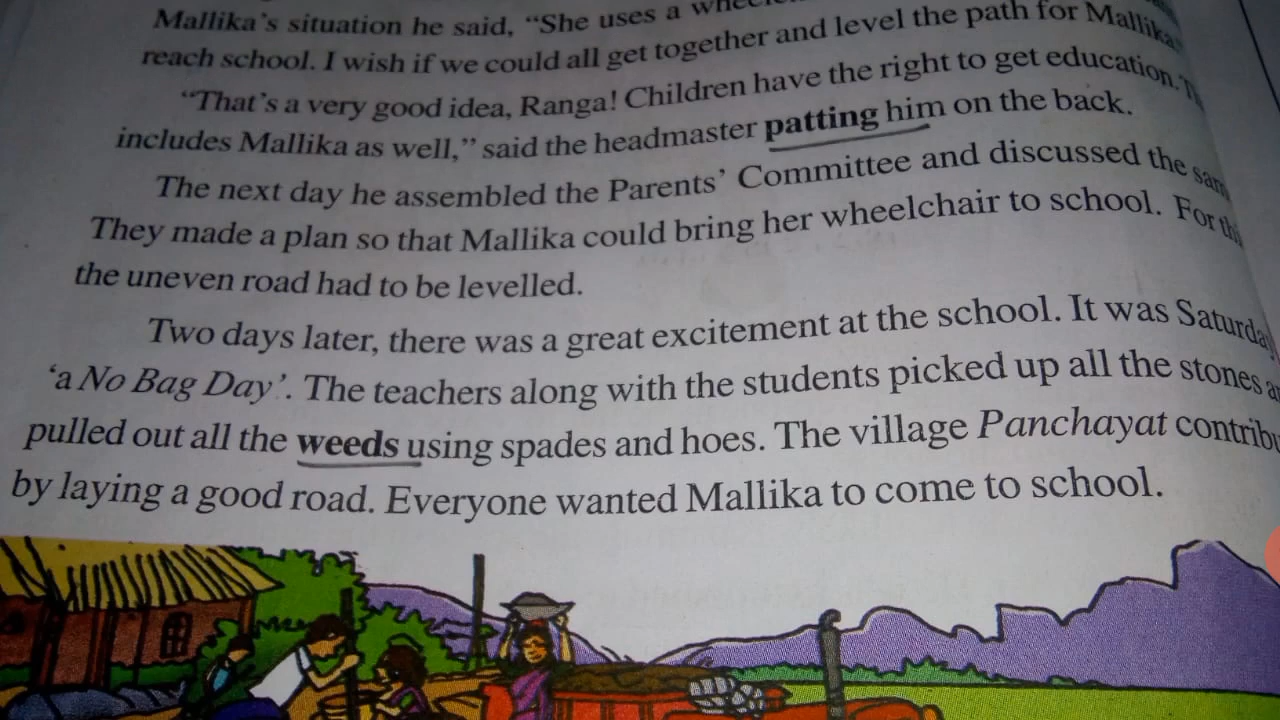 Mallika's situation he said, "She uses a
reach school. I wish if we could all get together and level the path for Mallika
"That's a very good idea, Ranga! Children have the right to get education.
includes Mallika as well," said the headmaster patting him on the back.
The next day he assembled the Parents' Committee and discussed the
They made a plan so that Mallika could bring her wheelchair to school. For
the uneven road had to be levelled.
Two days later, there was a great excitement at the school. It was
'a No Bag Day'. The teachers along with the students picked up all the stones
pulled out all the weeds using spades and hoes. The village Panchayat
by laying a good road. Everyone wanted Mallika to come to school.